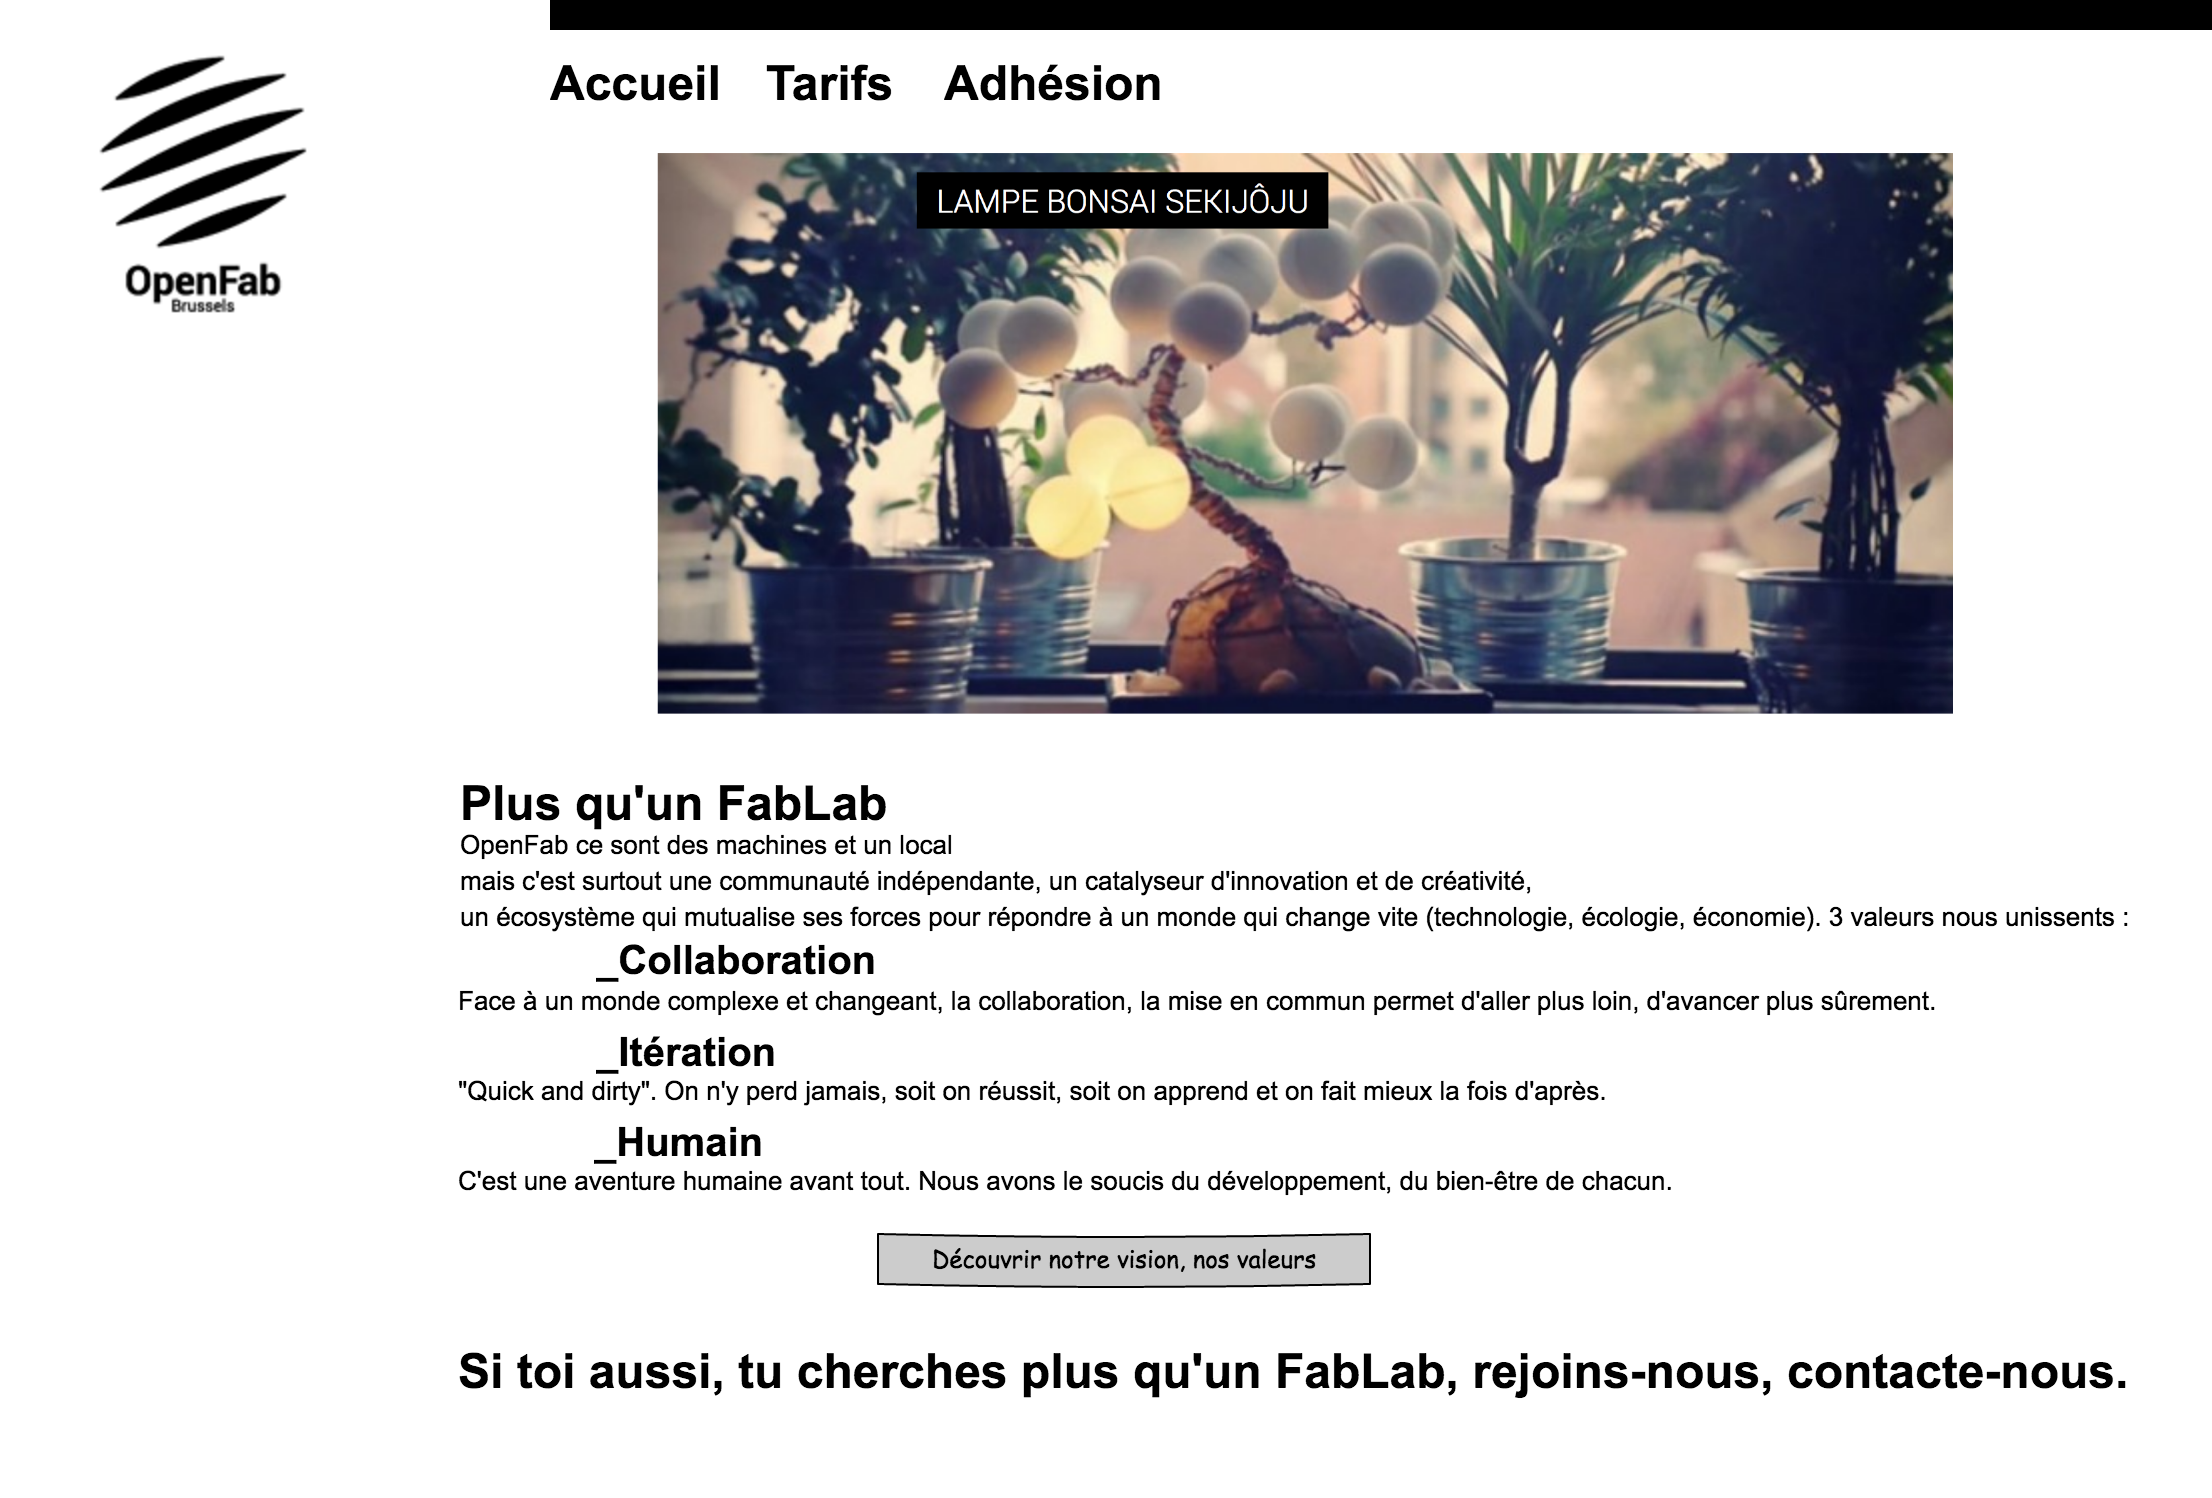 OpenFab
Brussels
Accueil Tarifs Adhésion
LAMPE BONSAI SEKIJÔJU
Plus qu'un FabLab
OpenFab ce sont des machines et un local
mais c'est surtout une communauté indépendante, un catalyseur d'innovation et de créativité,
un écosystème qui mutualise ses forces pour répondre à un monde qui change vite (technologie, écologie, économie). 3 valeurs nous unissents :
_Collaboration
Face à un monde complexe et changeant, la collaboration, la mise en commun permet d'aller plus loin, d'avancer plus sûrement.
_Itération
"Quick and dirty". On n'y perd jamais, soit on réussit, soit on apprend et on fait mieux la fois d'après.
_Humain
C'est une aventure humaine avant tout. Nous avons le soucis du développement, du bien-être de chacun.
Découvrir notre vision, nos valeurs
Si toi aussi, tu cherches plus qu'un FabLab, rejoins-nous, contacte-nous.